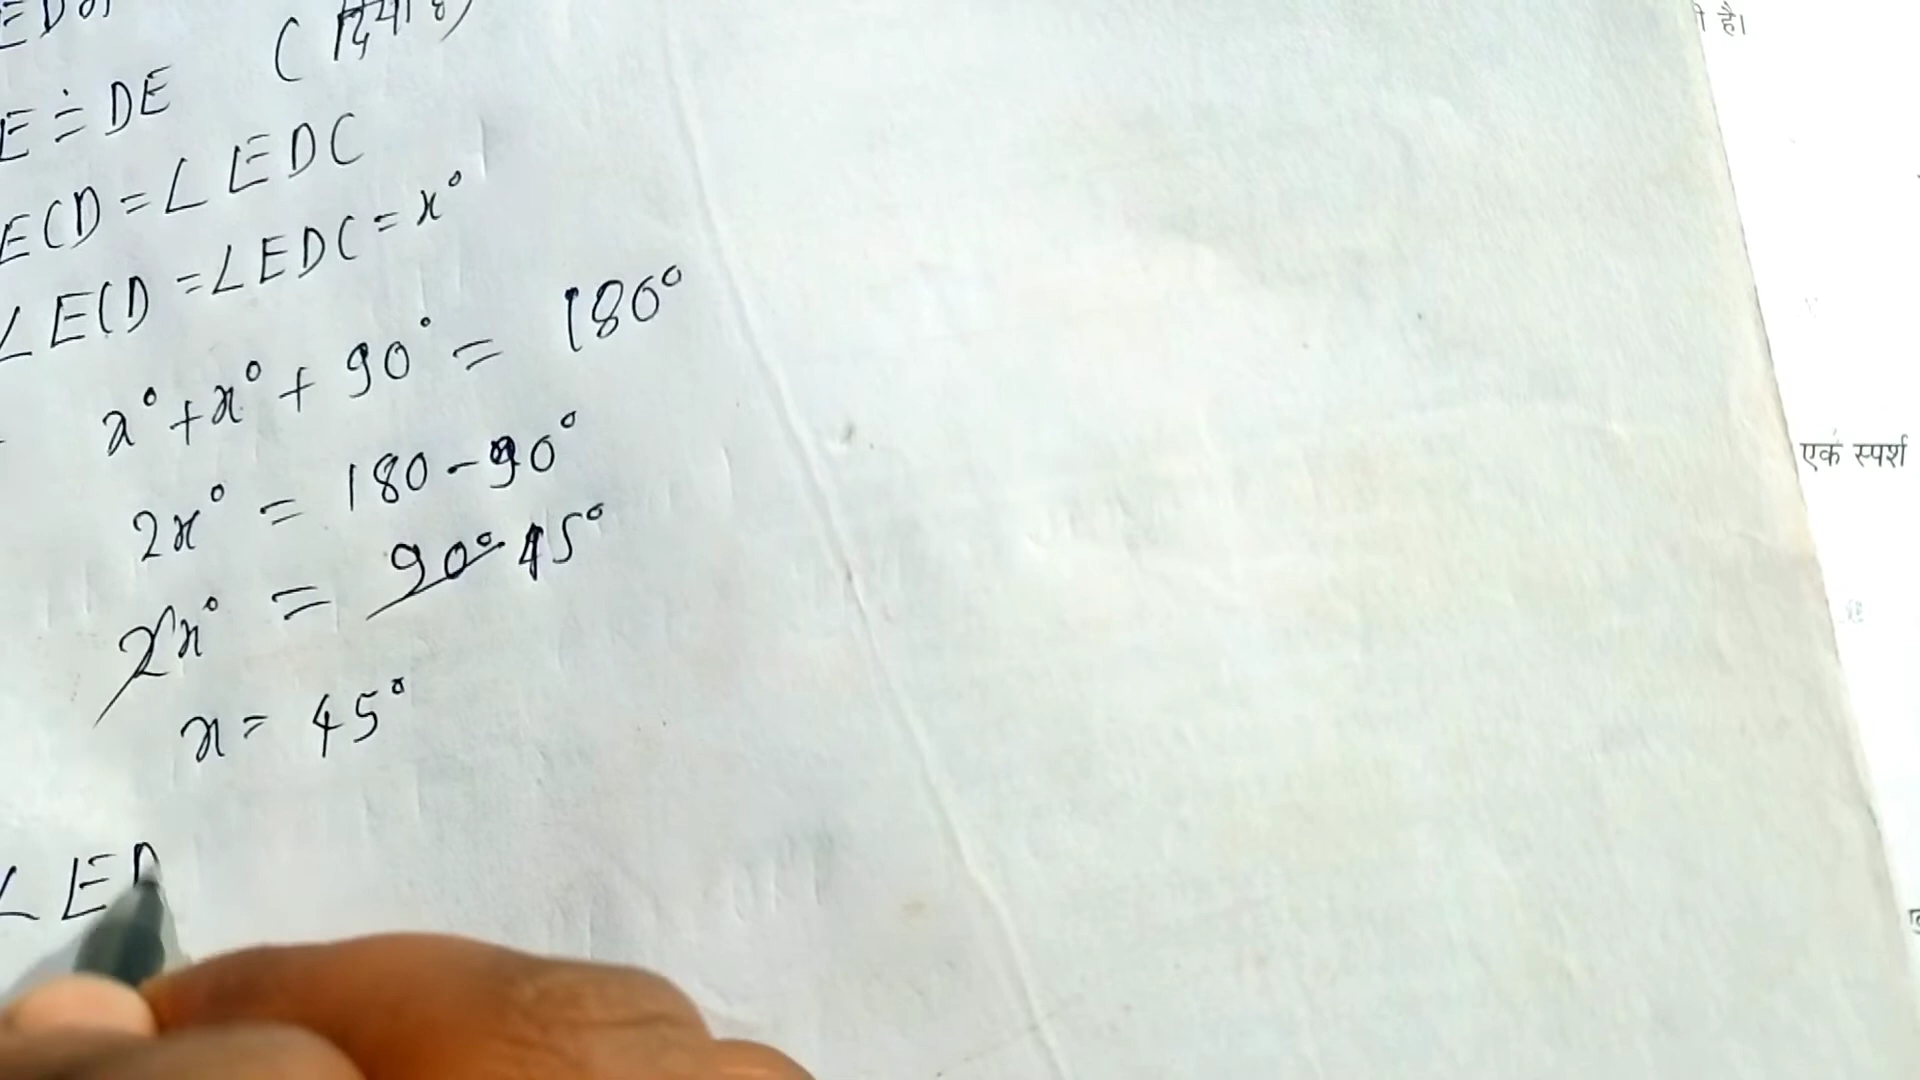 ( दिया है)
E = DE
ECD = ∠EDC
∠ECD = ∠EDC = x°
x° + x° + 90° = 180°
2x° = 180 - 90°
2x° = 90° 45°
x = 45°
∠ED
ी है।
एक स्पर्श